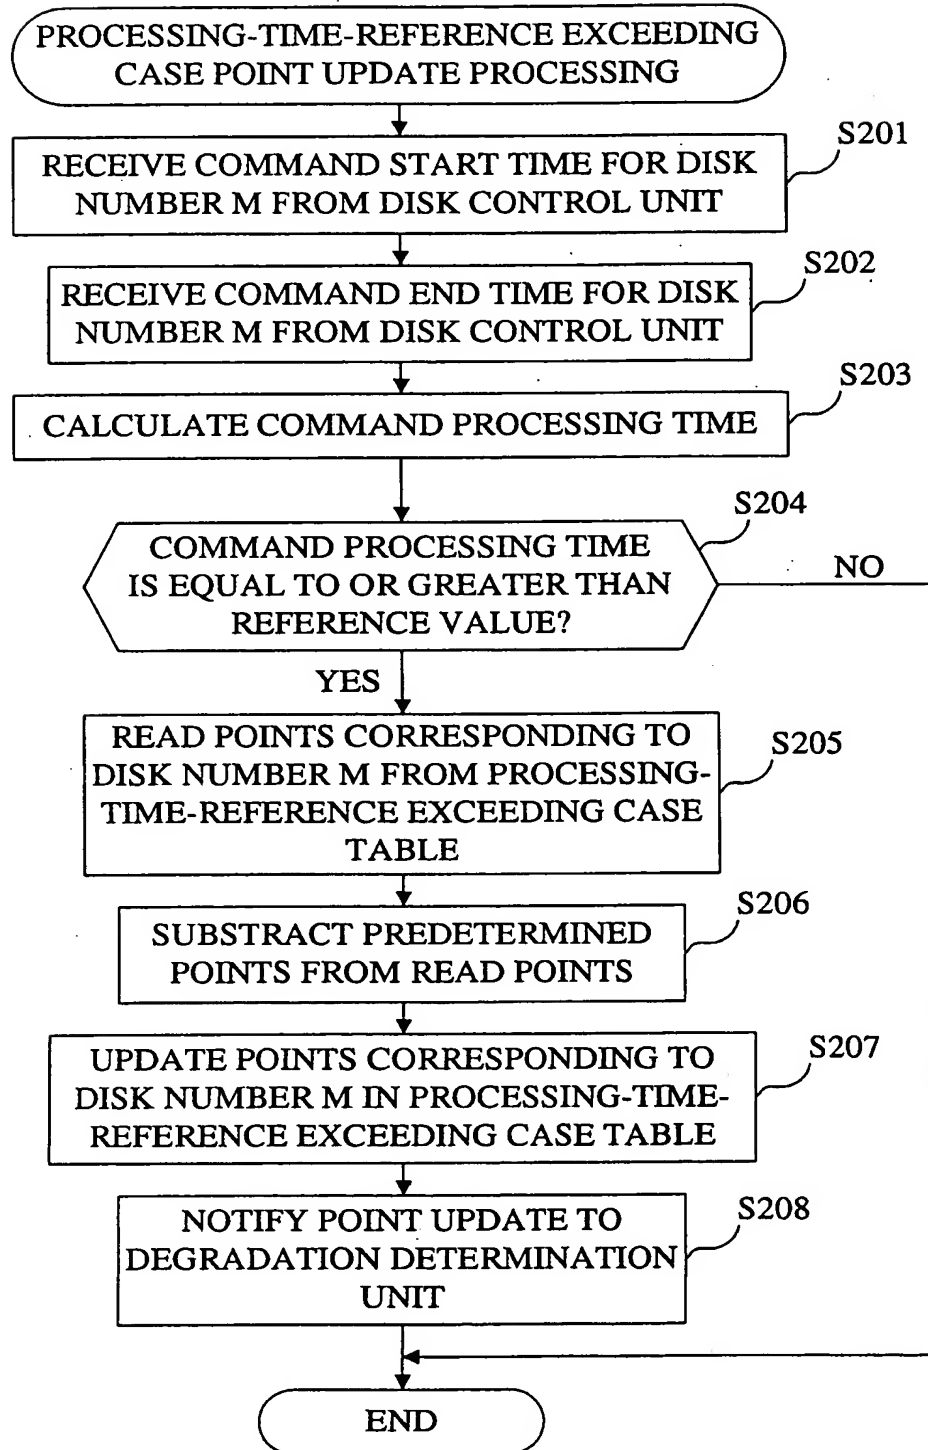 PROCESSING-TIME-REFERENCE EXCEEDING
CASE POINT UPDATE PROCESSING
S201
RECEIVE COMMAND START TIME FOR DISK
NUMBER M FROM DISK CONTROL UNIT
S202
RECEIVE COMMAND END TIME FOR DISK
NUMBER M FROM DISK CONTROL UNIT
S203
CALCULATE COMMAND PROCESSING TIME
S204
COMMAND PROCESSING TIME
IS EQUAL TO OR GREATER THAN
REFERENCE VALUE?
NO
YES
S205
READ POINTS CORRESPONDING TO
DISK NUMBER M FROM PROCESSING-
TIME-REFERENCE EXCEEDING CASE
TABLE
S206
SUBSTRACT PREDETERMINED
POINTS FROM READ POINTS
S207
UPDATE POINTS CORRESPONDING TO
DISK NUMBER M IN PROCESSING-TIME-
REFERENCE EXCEEDING CASE TABLE
S208
NOTIFY POINT UPDATE TO
DEGRADATION DETERMINATION
UNIT
END